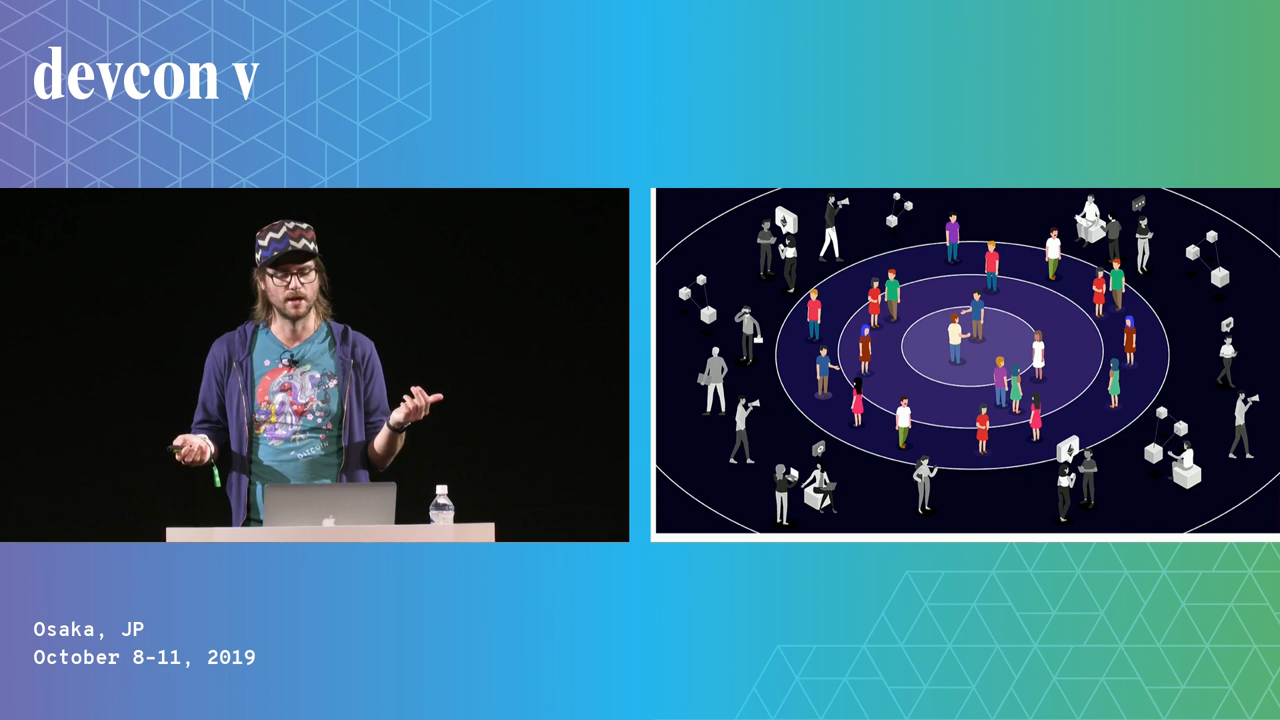 devcon v
Osaka, JP
October 8-11, 2019